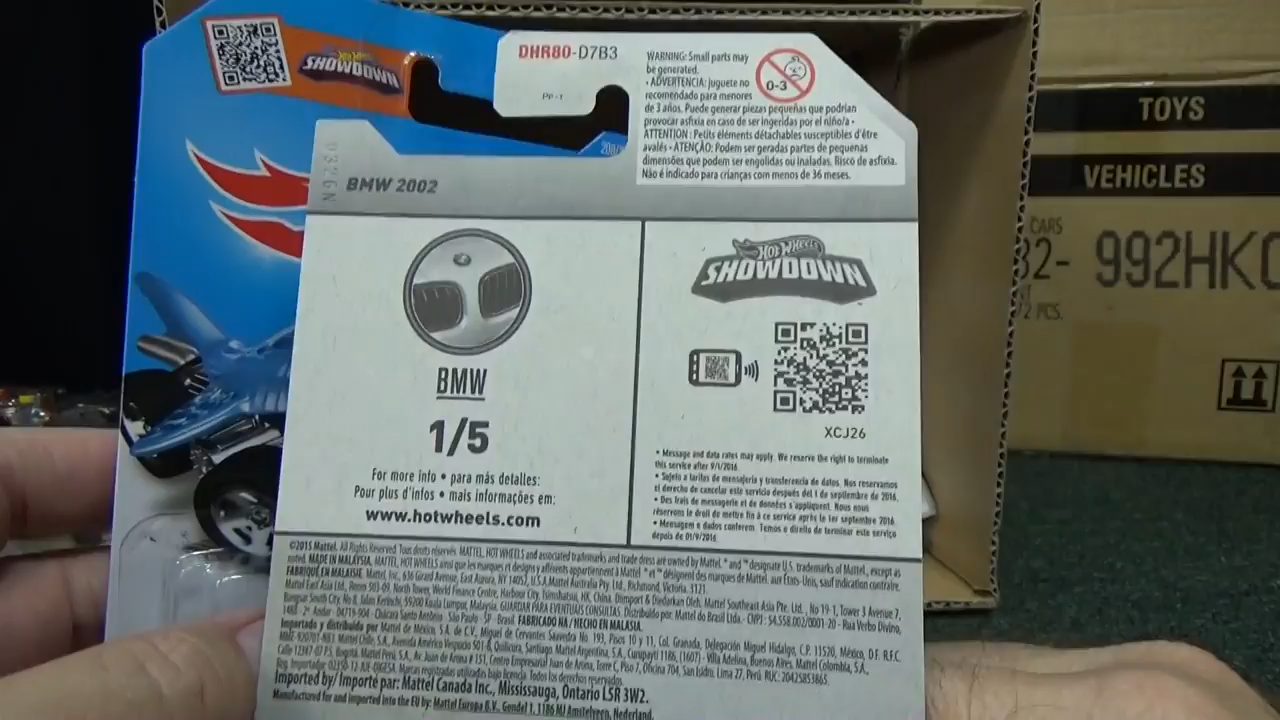 Hot Wheels
SHOWDOWN
DHR80-D7B3
PP-1
WARNING: Small parts may
be generated.
• ADVERTENCIA: juguete no
recomendado para menores
de 3 años. Puede generar piezas pequeñas que podrían
provocar asfixia en caso de ser ingeridas por el niño/a •
ATTENTION : Petits éléments détachables susceptibles d'être
avalés • ATENÇÃO: Podem ser geradas partes de pequenas
dimensões que podem ser engolidas ou inaladas. Risco de asfixia.
Não é indicado para crianças com menos de 36 meses.
0-3
0326N
BMW 2002
BMW
1/5
For more info • para más detalles:
Pour plus d'infos • mais informações em:
www.hotwheels.com
HOT WHEELS
SHOWDOWN
XCJ26
• Message and data rates may apply. We reserve the right to terminate
this service after 9/1/2016.
• Sujeto a tarifas de mensajería y transferencia de datos. Nos reservamos
el derecho de cancelar este servicio después del 1 de septiembre de 2016.
• Des frais de messagerie et de données s'appliquent. Nous nous
réservons le droit de mettre fin à ce service après le 1er septembre 2016.
• Mensagem e dados conferem. Temos o direito de terminar este serviço
depois de 01/9/2016.
©2015 Mattel. All Rights Reserved. Tous droits réservés. MATTEL, HOT WHEELS and associated trademarks and trade dress are owned by Mattel. ® and ™ designate U.S. trademarks of Mattel, except as
noted. MADE IN MALAYSIA. MATTEL, HOT WHEELS ainsi que les marques et designs y afférents appartiennent à Mattel. ® et ™ désignent des marques de Mattel aux États-Unis, sauf indication contraire.
FABRIQUÉ EN MALAISIE. Mattel, Inc., 636 Girard Avenue, East Aurora, NY 14052, U.S.A. Mattel Australia Pty. Ltd., Richmond, Victoria. 3121.
Mattel East Asia Ltd., Room 503-09, North Tower, World Finance Centre, Harbour City, Tsimshatsui, HK, China. Diimport & Diedarkan Oleh: Mattel Southeast Asia Pte. Ltd., No 19-1, Tower 3 Avenue 7,
Bangsar South City, No 8, Jalan Kerinchi, 59200 Kuala Lumpur, Malaysia. GUARDAR PARA EVENTUAIS CONSULTAS. Distribuído por: Mattel do Brasil Ltda.- CNPJ : 54.558.002/0001-20 - Rua Verbo Divino,
1488 - 2º Andar - 04719-904 - Chácara Santo Antônio - São Paulo - SP - Brasil. FABRICADO NA / HECHO EN MALASIA.
Importado y distribuido por Mattel de México, S.A. de C.V., Miguel de Cervantes Saavedra No. 193, Pisos 10 y 11, Col. Granada, Delegación Miguel Hidalgo, C.P. 11520, México, D.F. R.F.C.
Mattel Chile, S.A., Avenida Américo Vespucio 501-B, Quilicura, Santiago. Mattel Argentina, S.A., Curupaytí 1186, (1607) - Villa Adelina, Buenos Aires. Mattel Colombia, S.A.,
Bogotá. Mattel Perú, S.A., Av. Juan de Arona # 151, Centro Empresarial Juan de Arona, Torre C, Piso 7, Oficina 704, San Isidro, Lima 27, Perú. RUC: 20425853865.
Reg. Importador: Marcas registradas utilizadas bajo licencia. Todos los derechos reservados.
Imported by/ Importé par: Mattel Canada Inc., Mississauga, Ontario L5R 3W2.
Manufactured for and imported into the EU by: Mattel Europa B.V., Gondel 1, 1186 MJ Amstelveen, Nederland.
TOYS
VEHICLES
CARS
32- 992HK
2 PCS.